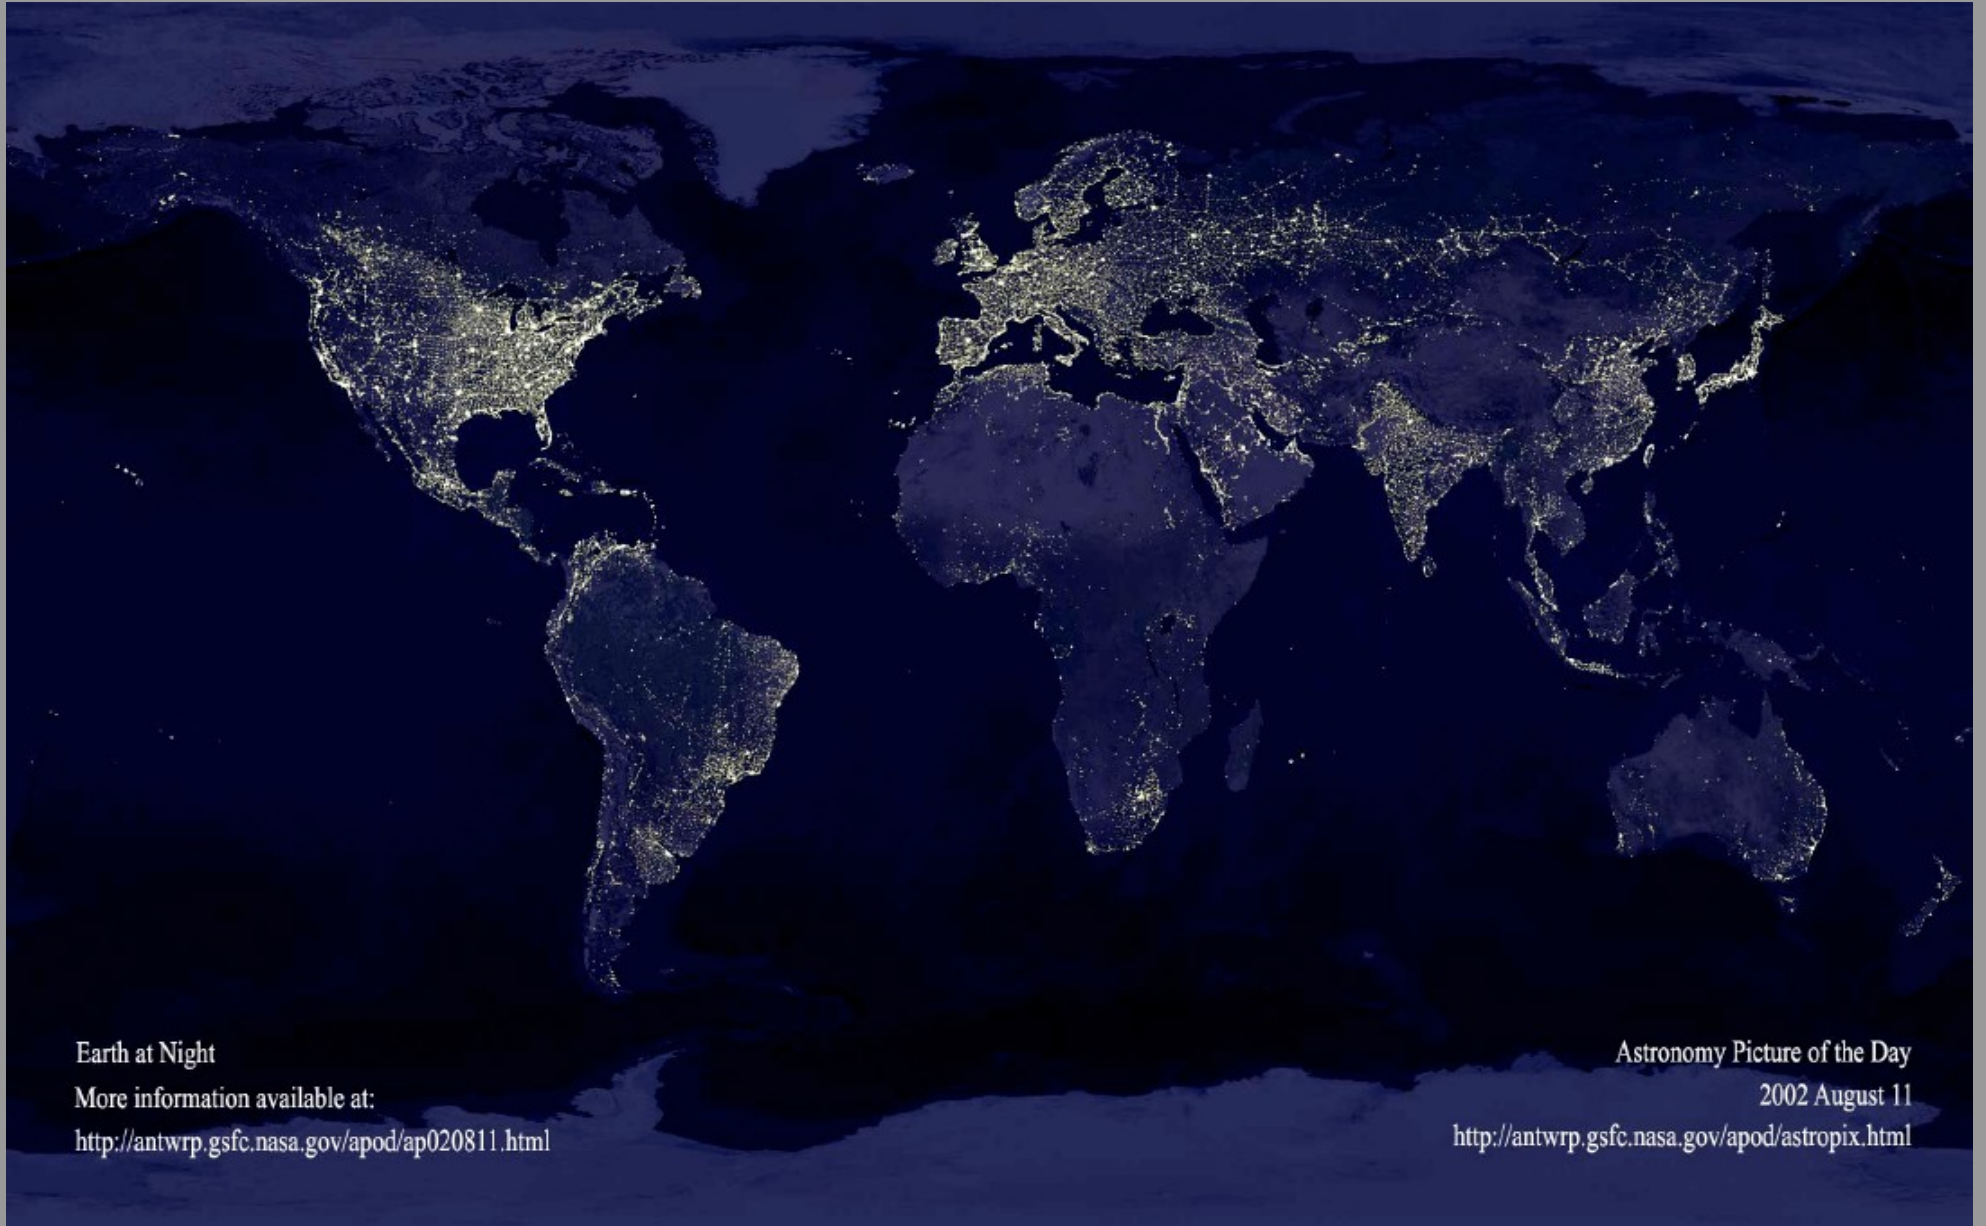 Earth at Night
More information available at:
http://antwrp.gsfc.nasa.gov/apod/ap020811.html
Astronomy Picture of the Day
2002 August 11
http://antwrp.gsfc.nasa.gov/apod/astropix.html